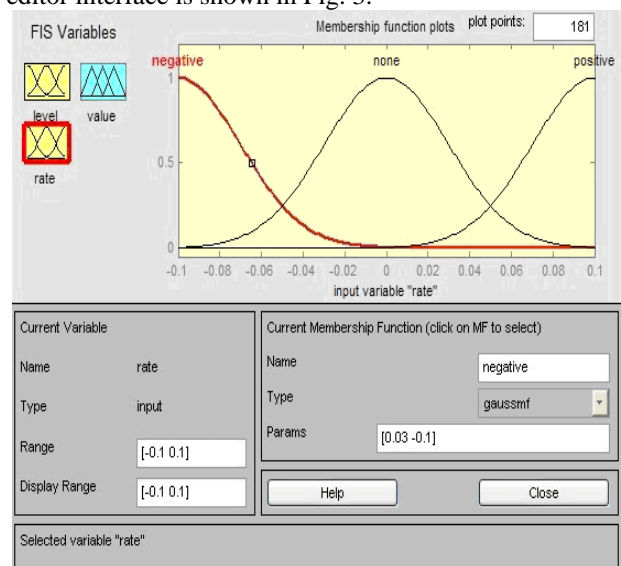 editor interface is shown in Fig. 3.
FIS Variables
Membership function plots plot points: 181
negative none positive
level value
rate
1
0.5
0
-0.1 -0.08 -0.06 -0.04 -0.02 0 0.02 0.04 0.06 0.08 0.1
input variable "rate"
Current Variable
Name rate
Type input
Range [-0.1 0.1]
Display Range [-0.1 0.1]
Current Membership Function (click on MF to select)
Name negative
Type gaussmf
Params [0.03 -0.1]
Help Close
Selected variable "rate"